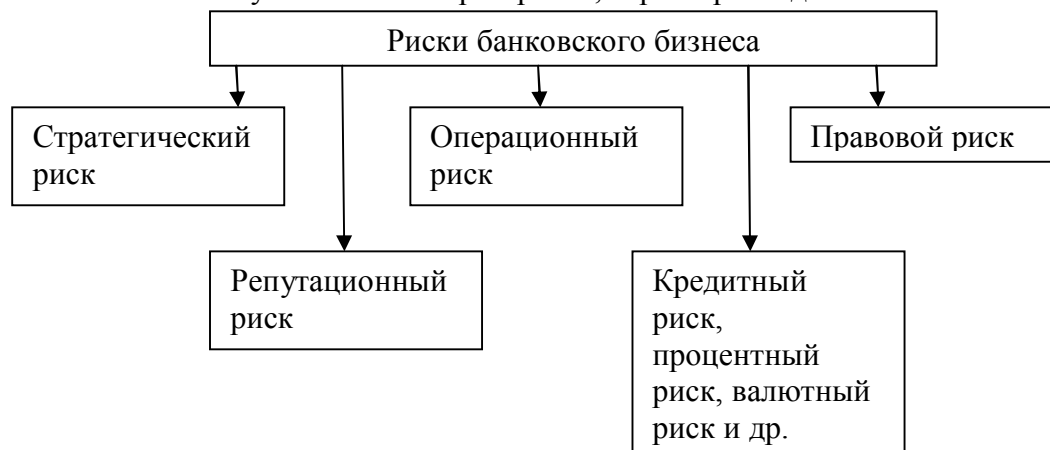 Риски банковского бизнеса
Стратегический
риск
Операционный
риск
Правовой риск
Репутационный
риск
Кредитный
риск,
процентный
риск, валютный
риск и др.